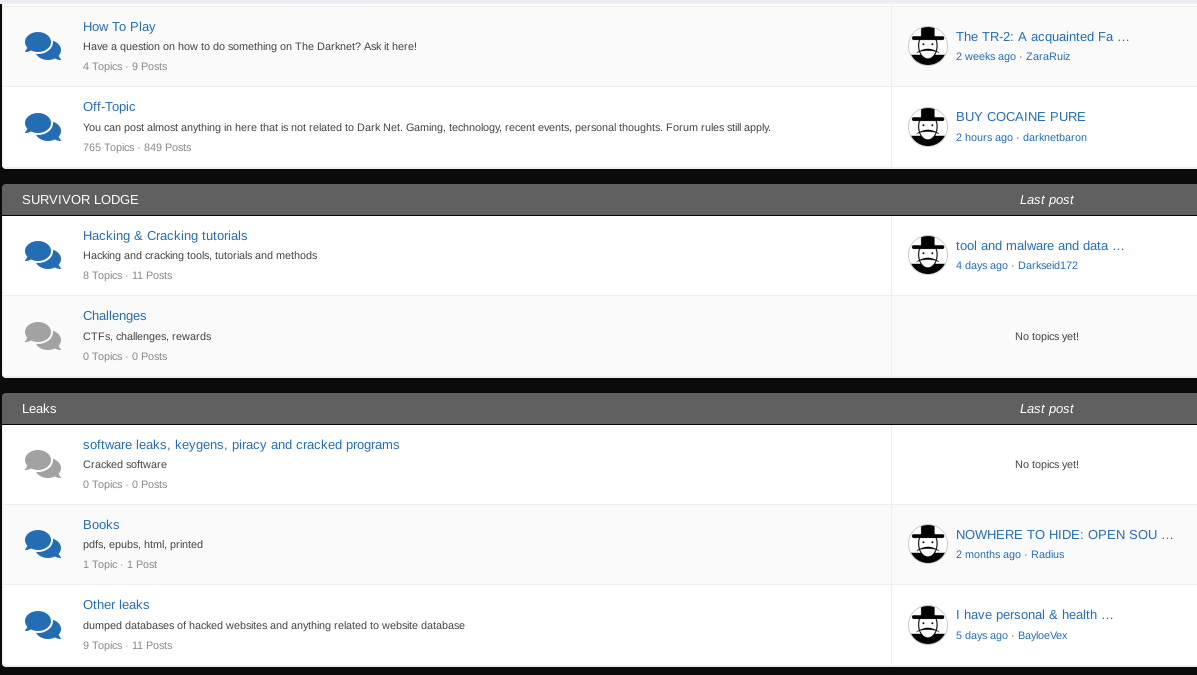 How To Play
Have a question on how to do something on The Darknet? Ask it here!
4 Topics · 9 Posts
The TR-2: A acquainted Fa …
2 weeks ago · ZaraRuiz
Off-Topic
You can post almost anything in here that is not related to Dark Net. Gaming, technology, recent events, personal thoughts. Forum rules still apply.
765 Topics · 849 Posts
BUY COCAINE PURE
2 hours ago · darknetbaron
SURVIVOR LODGE
Last post
Hacking & Cracking tutorials
Hacking and cracking tools, tutorials and methods
8 Topics · 11 Posts
tool and malware and data …
4 days ago · Darkseid172
Challenges
CTFs, challenges, rewards
0 Topics · 0 Posts
No topics yet!
Leaks
Last post
software leaks, keygens, piracy and cracked programs
Cracked software
0 Topics · 0 Posts
No topics yet!
Books
pdfs, epubs, html, printed
1 Topic · 1 Post
NOWHERE TO HIDE: OPEN SOU …
2 months ago · Radius
Other leaks
dumped databases of hacked websites and anything related to website database
9 Topics · 11 Posts
I have personal & health …
5 days ago · BayloeVex